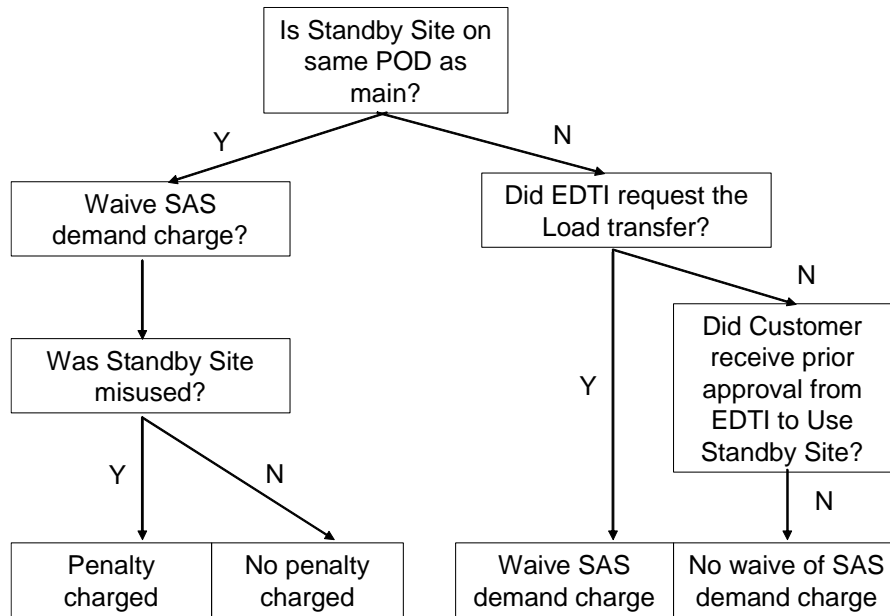 Is Standby Site on
same POD as
main?
Y
N
Waive SAS
demand charge?
Did EDTI request the
Load transfer?
N
Did Customer
receive prior
approval from
EDTI to Use
Standby Site?
Was Standby Site
misused?
Y
Y
N
N
Penalty
charged
No penalty
charged
Waive SAS
demand charge
No waive of SAS
demand charge